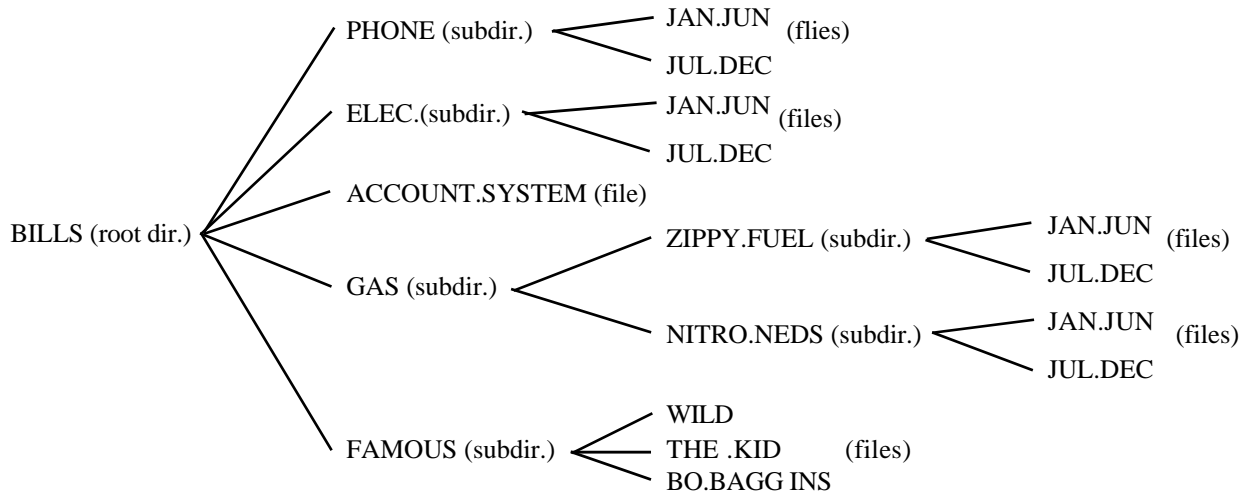 PHONE (subdir.)
JAN.JUN
(flies)
JUL.DEC
ELEC.(subdir.)
JAN.JUN
(files)
JUL.DEC
ACCOUNT.SYSTEM (file)
BILLS (root dir.)
GAS (subdir.)
ZIPPY.FUEL (subdir.)
JAN.JUN
(files)
JUL.DEC
NITRO.NEDS (subdir.)
JAN.JUN
(files)
JUL.DEC
FAMOUS (subdir.)
WILD
THE .KID
(files)
BO.BAGG INS